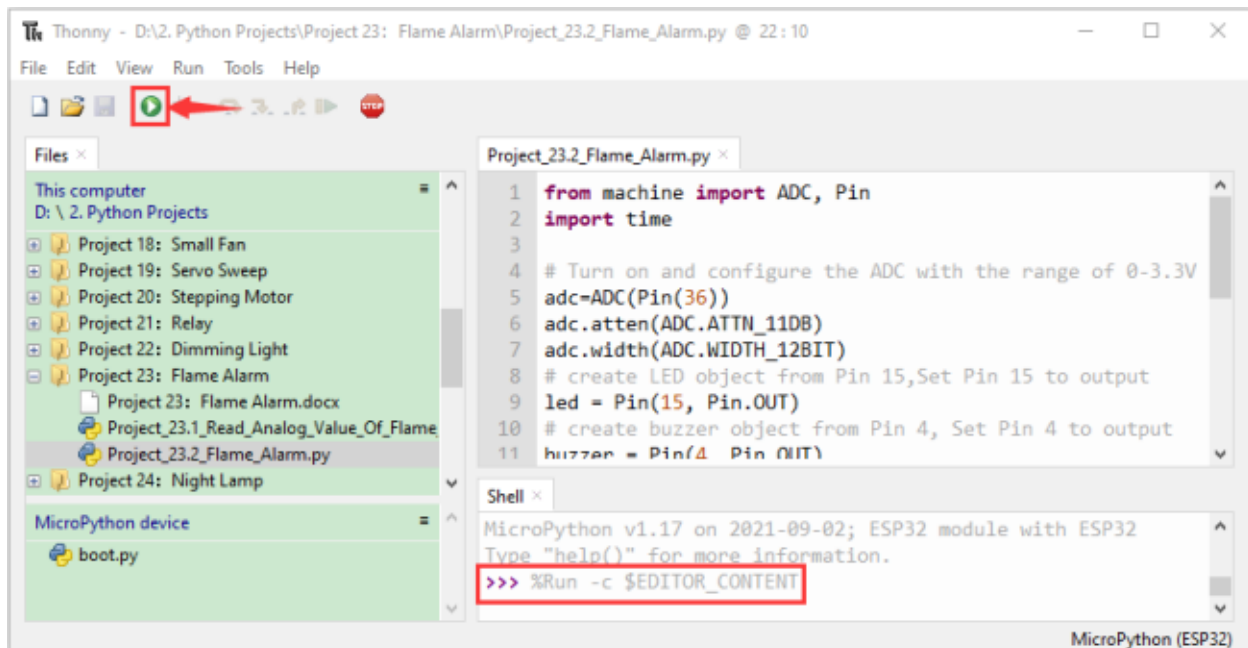 Thonny - D:\2. Python Projects\Project 23: Flame Alarm\Project_23.2_Flame_Alarm.py @ 22:10
File Edit View Run Tools Help
STOP
Files
This computer
D: \ 2. Python Projects
Project 18: Small Fan
Project 19: Servo Sweep
Project 20: Stepping Motor
Project 21: Relay
Project 22: Dimming Light
Project 23: Flame Alarm
Project 23: Flame Alarm.docx
Project_23.1_Read_Analog_Value_Of_Flame_
Project_23.2_Flame_Alarm.py
Project 24: Night Lamp
MicroPython device
boot.py
Project_23.2_Flame_Alarm.py
1 from machine import ADC, Pin
2 import time
3
4 # Turn on and configure the ADC with the range of 0-3.3V
5 adc=ADC(Pin(36))
6 adc.atten(ADC.ATTN_11DB)
7 adc.width(ADC.WIDTH_12BIT)
8 # create LED object from Pin 15,Set Pin 15 to output
9 led = Pin(15, Pin.OUT)
10 # create buzzer object from Pin 4, Set Pin 4 to output
11 buzzer = Pin(4, Pin.OUT)
Shell
MicroPython v1.17 on 2021-09-02; ESP32 module with ESP32
Type "help()" for more information.
>>> %Run -c $EDITOR_CONTENT
MicroPython (ESP32)